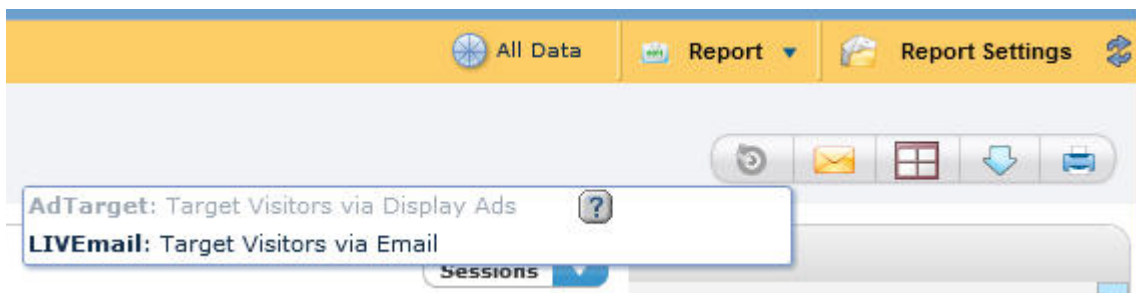 All Data Report Report Settings
AdTarget: Target Visitors via Display Ads ?
LIVEmail: Target Visitors via Email
Sessions